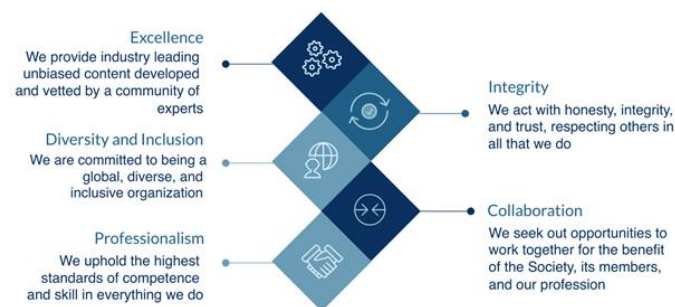 Excellence
We provide industry leading
unbiased content developed
and vetted by a community of
experts
Integrity
We act with honesty, integrity,
and trust, respecting others in
all that we do
Diversity and Inclusion
We are committed to being a
global, diverse, and
inclusive organization
Collaboration
We seek out opportunities to
work together for the benefit
of the Society, its members,
and our profession
Professionalism
We uphold the highest
standards of competence
and skill in everything we do